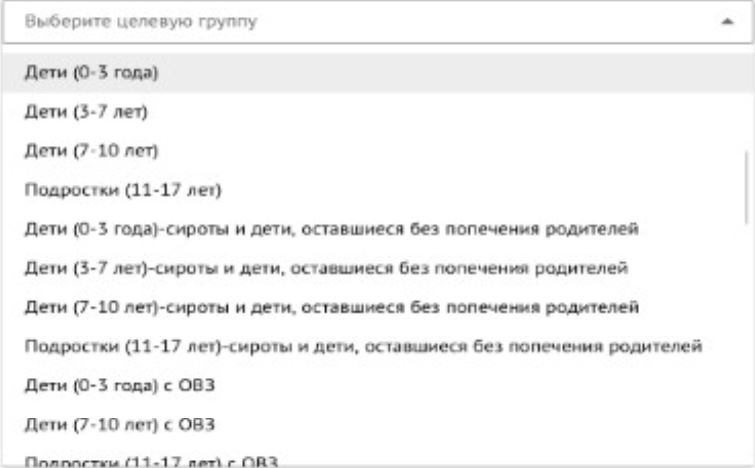 Выберите целевую группу
Дети (0-3 года)
Дети (3-7 лет)
Дети (7-10 лет)
Подростки (11-17 лет)
Дети (0-3 года)-сироты и дети, оставшиеся без попечения родителей
Дети (3-7 лет)-сироты и дети, оставшиеся без попечения родителей
Дети (7-10 лет)-сироты и дети, оставшиеся без попечения родителей
Подростки (11-17 лет)-сироты и дети, оставшиеся без попечения родителей
Дети (0-3 года) с ОВЗ
Дети (7-10 лет) с ОВЗ
Подростки (11-17 лет) с ОВЗ